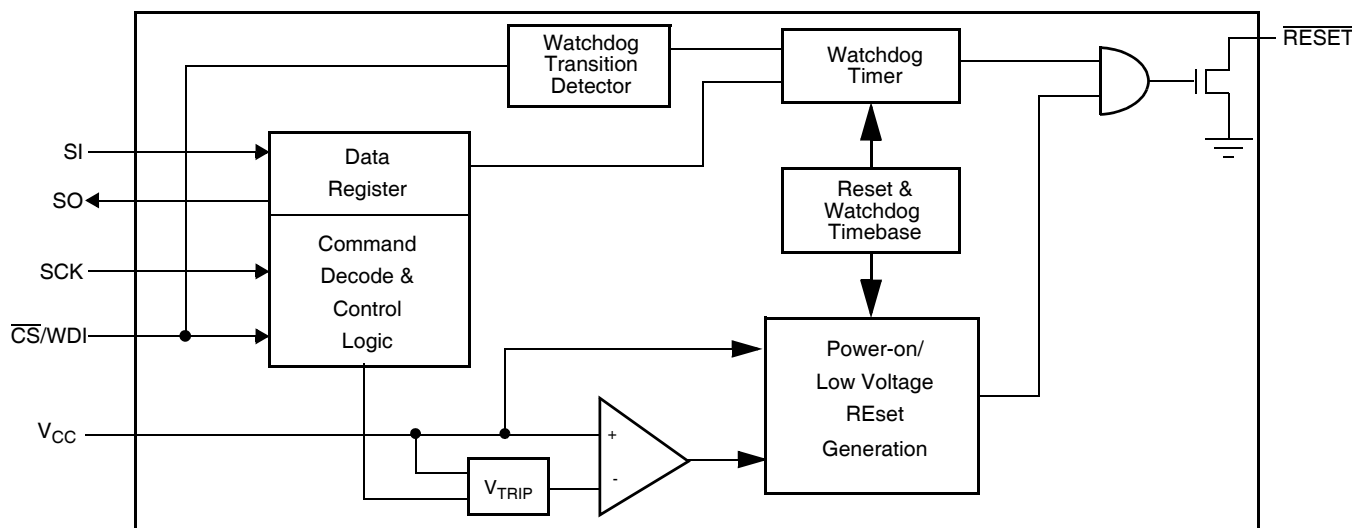 Watchdog
Transition
Detector
Watchdog
Timer
RESET
SI
SO
SCK
CS/WDI
VCC
Data
Register
Command
Decode &
Control
Logic
Reset &
Watchdog
Timebase
Power-on/
Low Voltage
REset
Generation
+
-
VTRIP